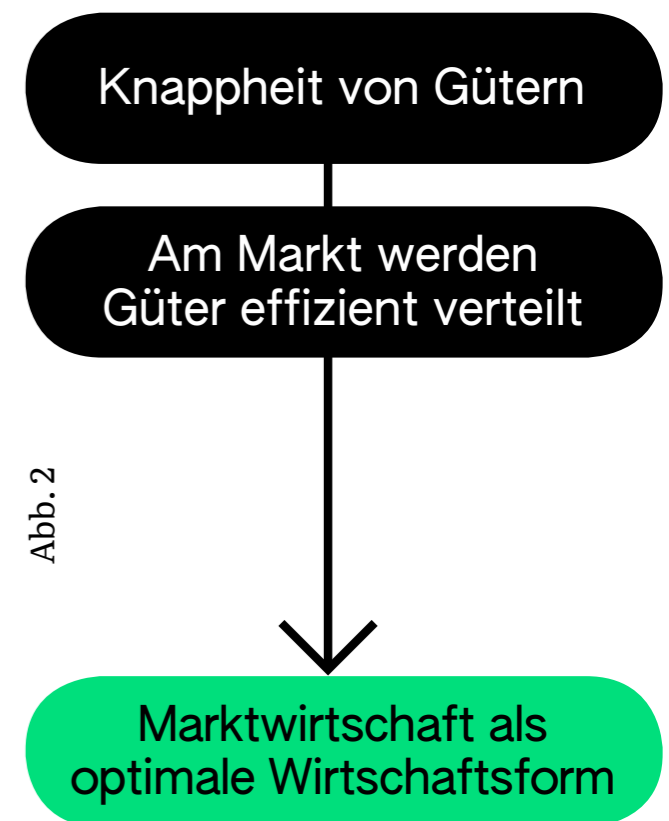 Knappheit von Gütern
Am Markt werden
Güter effizient verteilt
Abb. 2
Marktwirtschaft als
optimale Wirtschaftsform